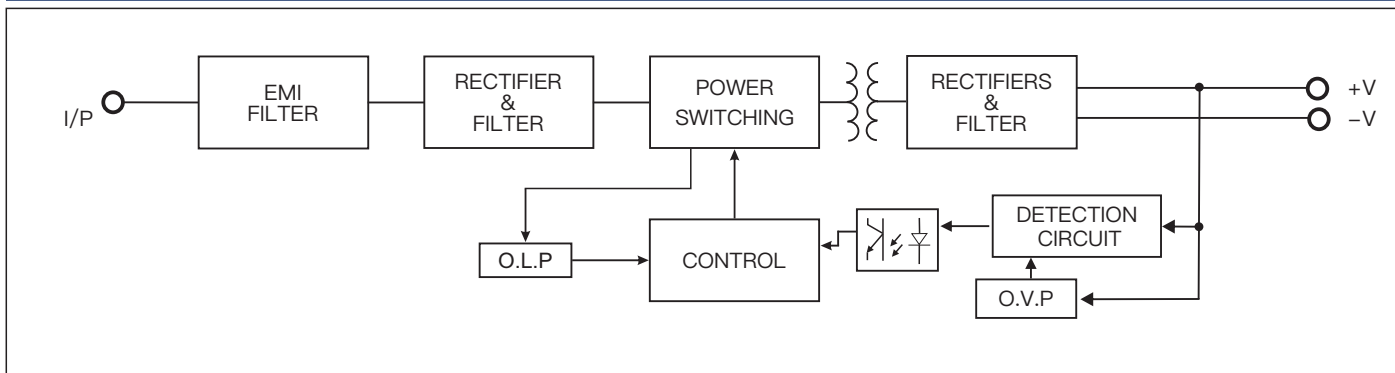 I/P
EMI
FILTER
RECTIFIER
&
FILTER
POWER
SWITCHING
RECTIFIERS
&
FILTER
+V
–V
O.L.P
CONTROL
DETECTION
CIRCUIT
O.V.P